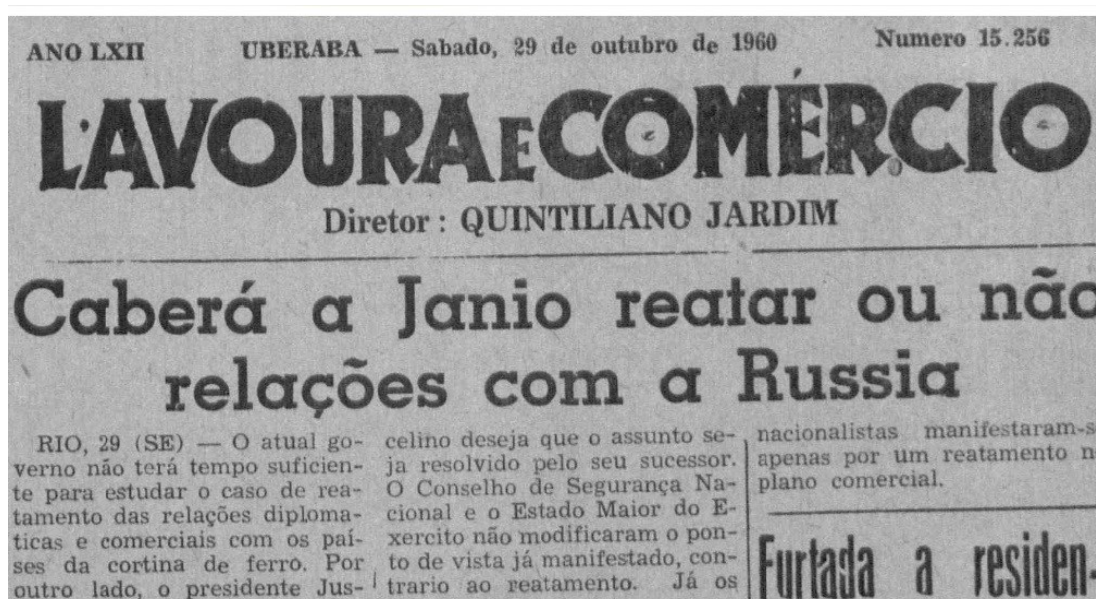 ANO LXII UBERABA — Sabado, 29 de outubro de 1960 Numero 15.256
LAVOURA E COMÉRCIO
Diretor : QUINTILIANO JARDIM
Caberá a Janio reatar ou não
relações com a Russia
RIO, 29 (SE) — O atual go-
verno não terá tempo suficien-
te para estudar o caso de rea-
tamento das relações diploma-
ticas e comerciais com os paí-
ses da cortina de ferro. Por
outro lado, o presidente Jus-
celino deseja que o assunto se-
ja resolvido pelo seu sucessor.
O Conselho de Segurança Na-
cional e o Estado Maior do E-
xercito não modificaram o pon-
to de vista já manifestado, con-
trario ao reatamento. Já os
nacionalistas manifestaram-s
apenas por um reatamento n
plano comercial.
Furtada a residen-